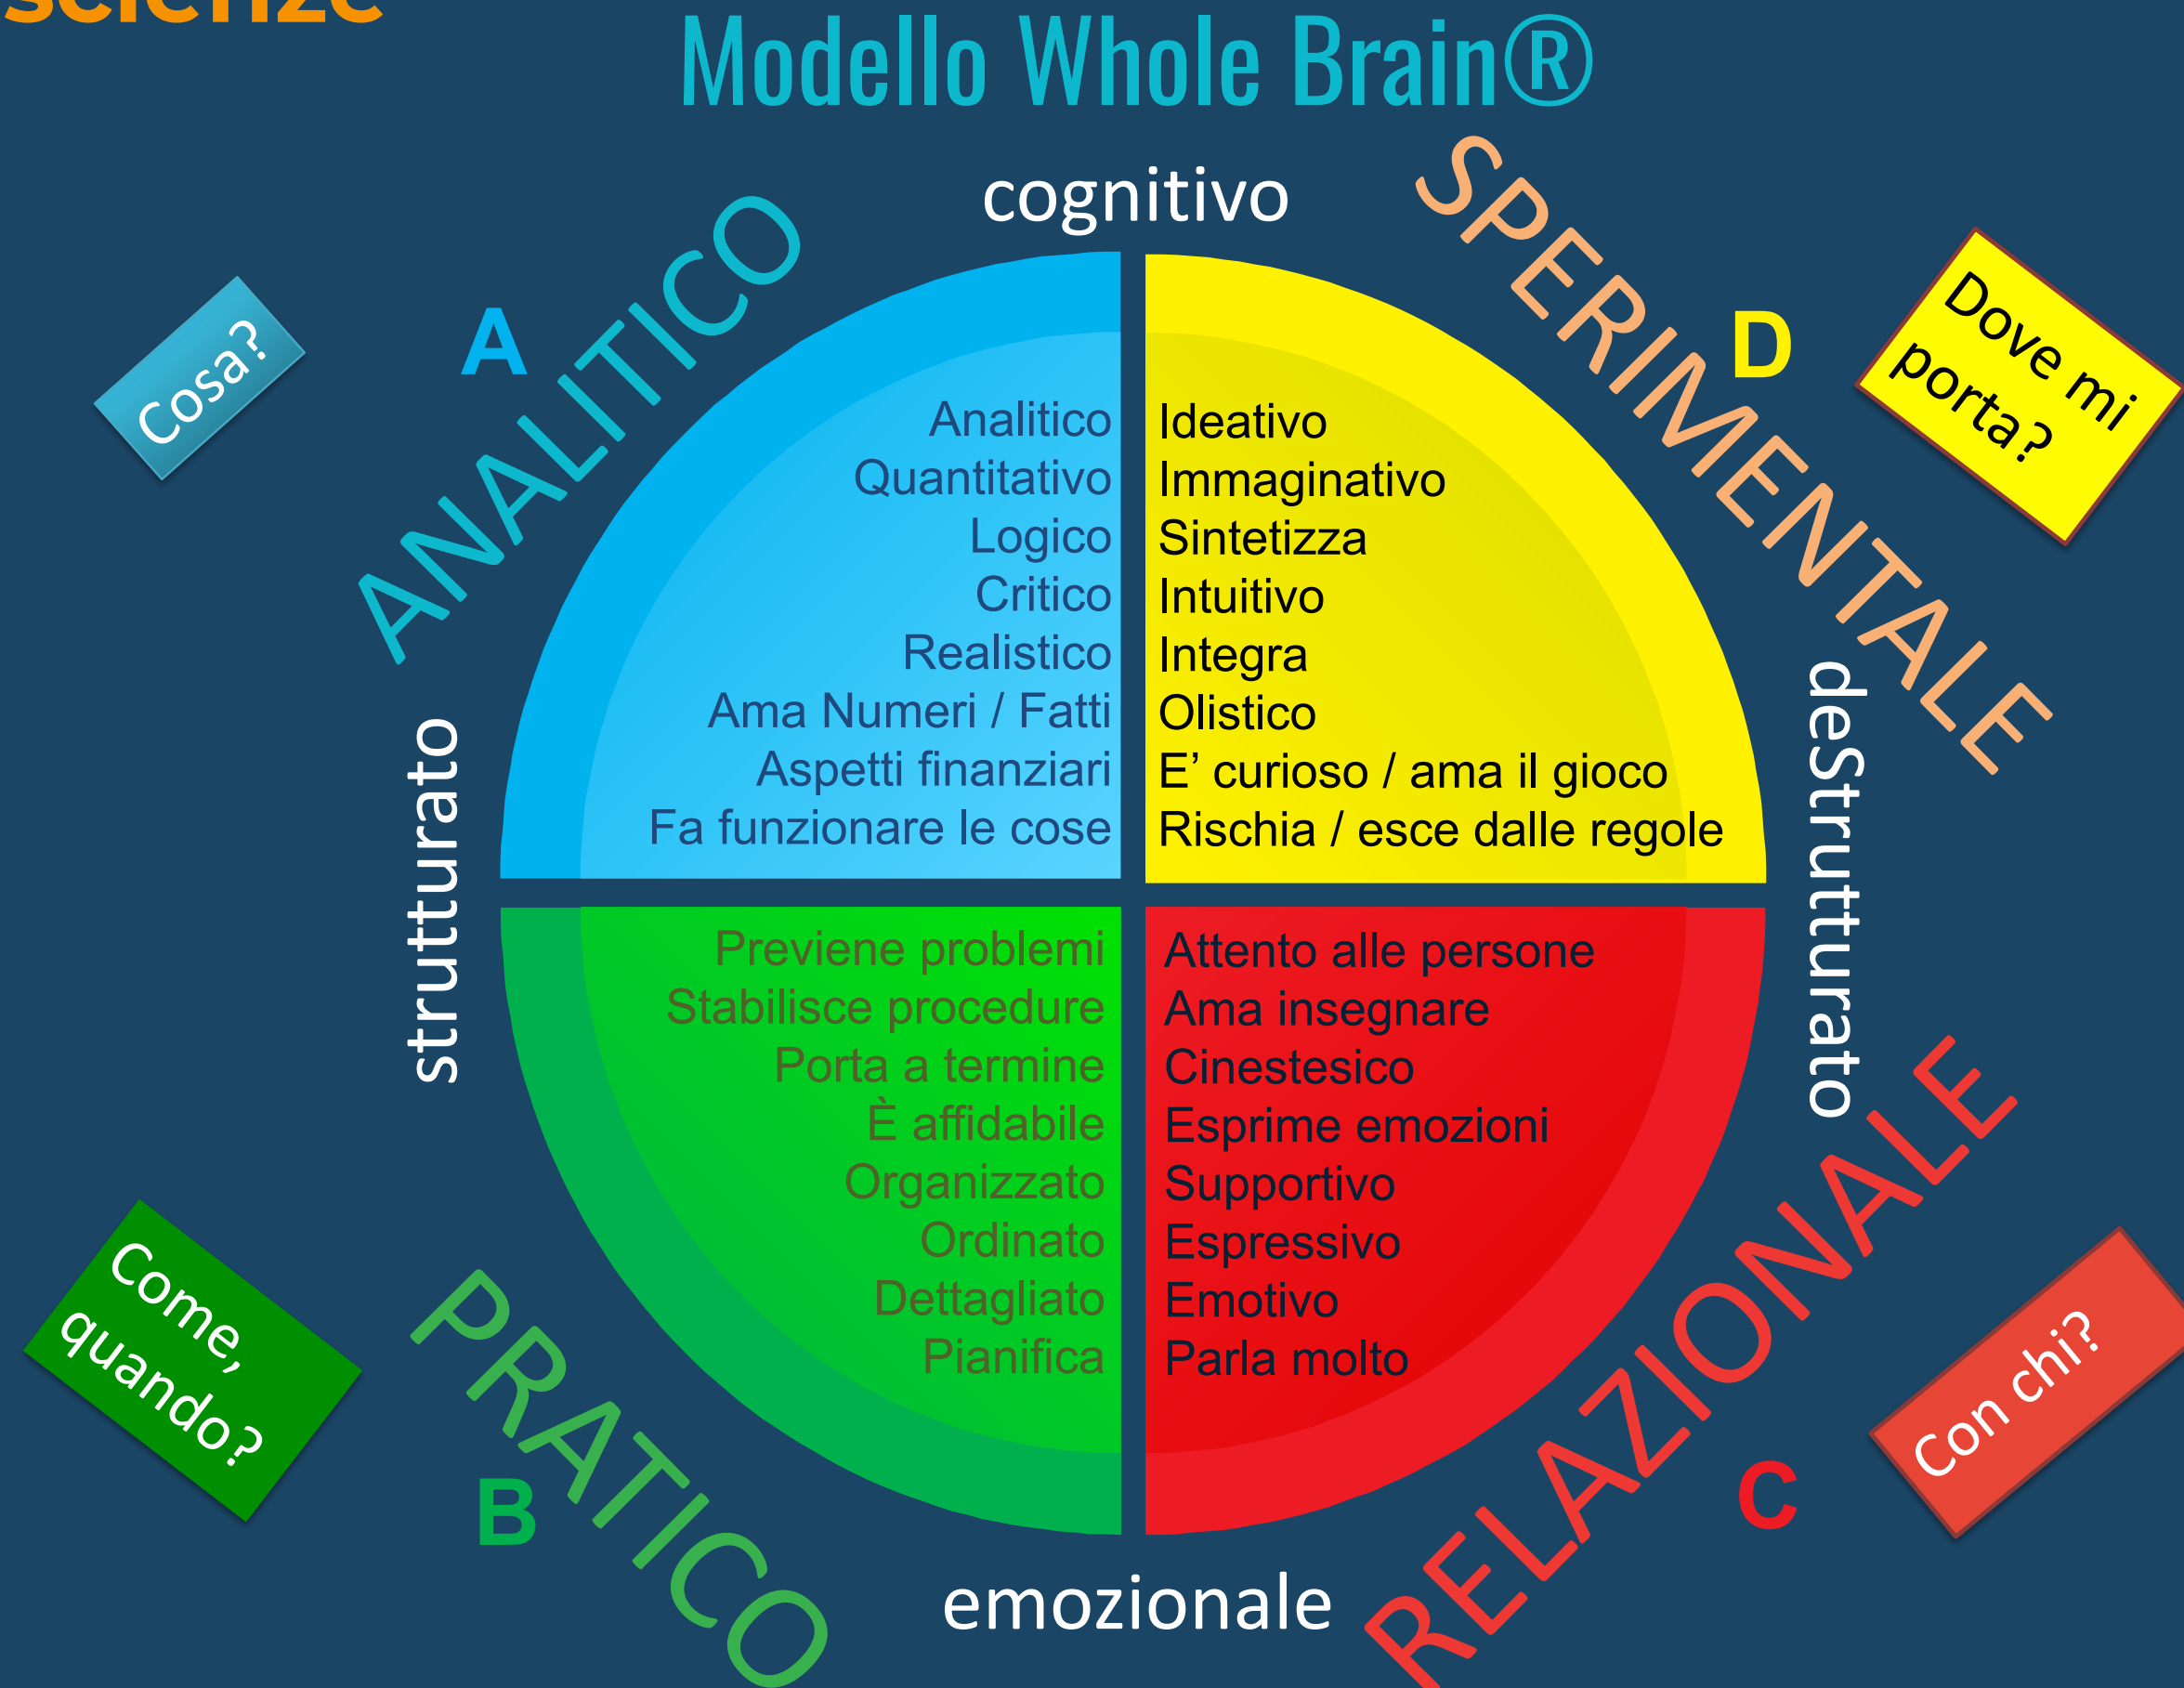 Modello Whole Brain®
cognitivo
ANALITICO
SPERIMENTALE
A
D
Cosa?
Dove mi
porta?
Analitico
Quantitativo
Logico
Critico
Realistico
Ama Numeri / Fatti
Aspetti finanziari
Fa funzionare le cose
Ideativo
Immaginativo
Sintetizza
Intuitivo
Integra
Olistico
E’ curioso / ama il gioco
Rischia / esce dalle regole
strutturato
deStrutturato
Previene problemi
Stabilisce procedure
Porta a termine
È affidabile
Organizzato
Ordinato
Dettagliato
Pianifica
Attento alle persone
Ama insegnare
Cinestesico
Esprime emozioni
Supportivo
Espressivo
Emotivo
Parla molto
Come,
quando?
PRATICO
B
RELAZIONALE
C
Con chi?
emozionale